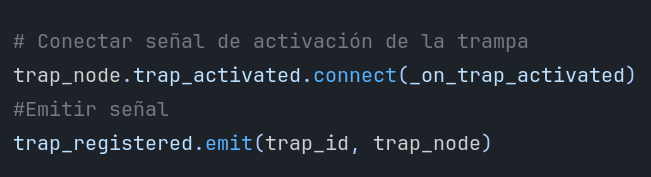 # Conectar señal de activación de la trampa
trap_node.trap_activated.connect(_on_trap_activated)
#Emitir señal
trap_registered.emit(trap_id, trap_node)